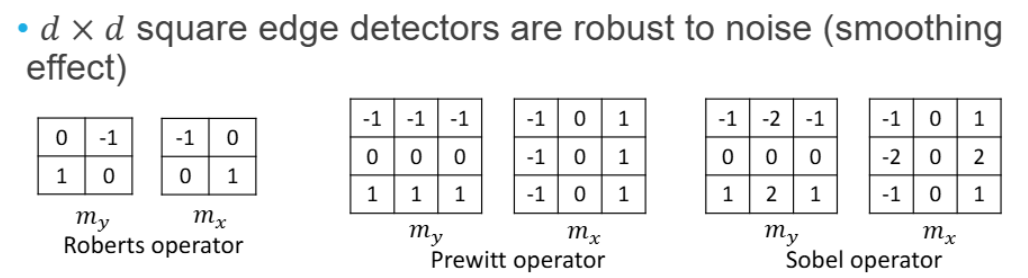 • d × d square edge detectors are robust to noise (smoothing
effect)
0 -1
1 0
m_y
-1 0
0 1
m_x
Roberts operator
-1 -1 -1
0 0 0
1 1 1
m_y
-1 0 1
-1 0 1
-1 0 1
m_x
Prewitt operator
-1 -2 -1
0 0 0
1 2 1
m_y
-1 0 1
-2 0 2
-1 0 1
m_x
Sobel operator